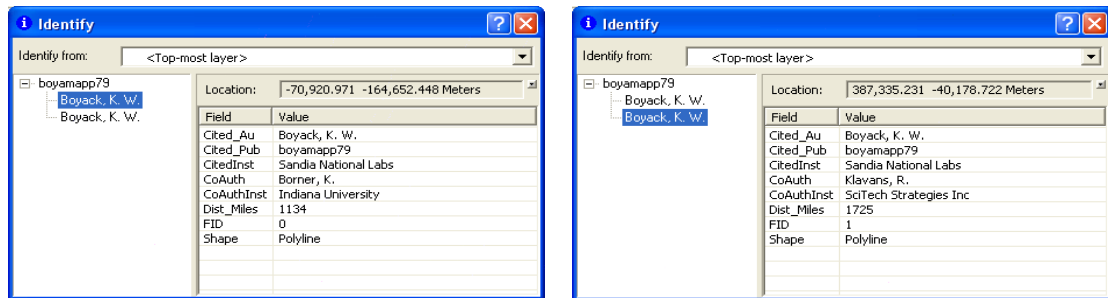 Identify
Identify from: <Top-most layer>
boyamapp79
Boyack, K. W.
Boyack, K. W.
Location: -70,920.971 -164,652.448 Meters
Field Value
Cited_Au Boyack, K. W.
Cited_Pub boyamapp79
CitedInst Sandia National Labs
CoAuth Borner, K.
CoAuthInst Indiana University
Dist_Miles 1134
FID 0
Shape Polyline
Identify
Identify from: <Top-most layer>
boyamapp79
Boyack, K. W.
Boyack, K. W.
Location: 387,335.231 -40,178.722 Meters
Field Value
Cited_Au Boyack, K. W.
Cited_Pub boyamapp79
CitedInst Sandia National Labs
CoAuth Klavans, R.
CoAuthInst SciTech Strategies Inc
Dist_Miles 1725
FID 1
Shape Polyline